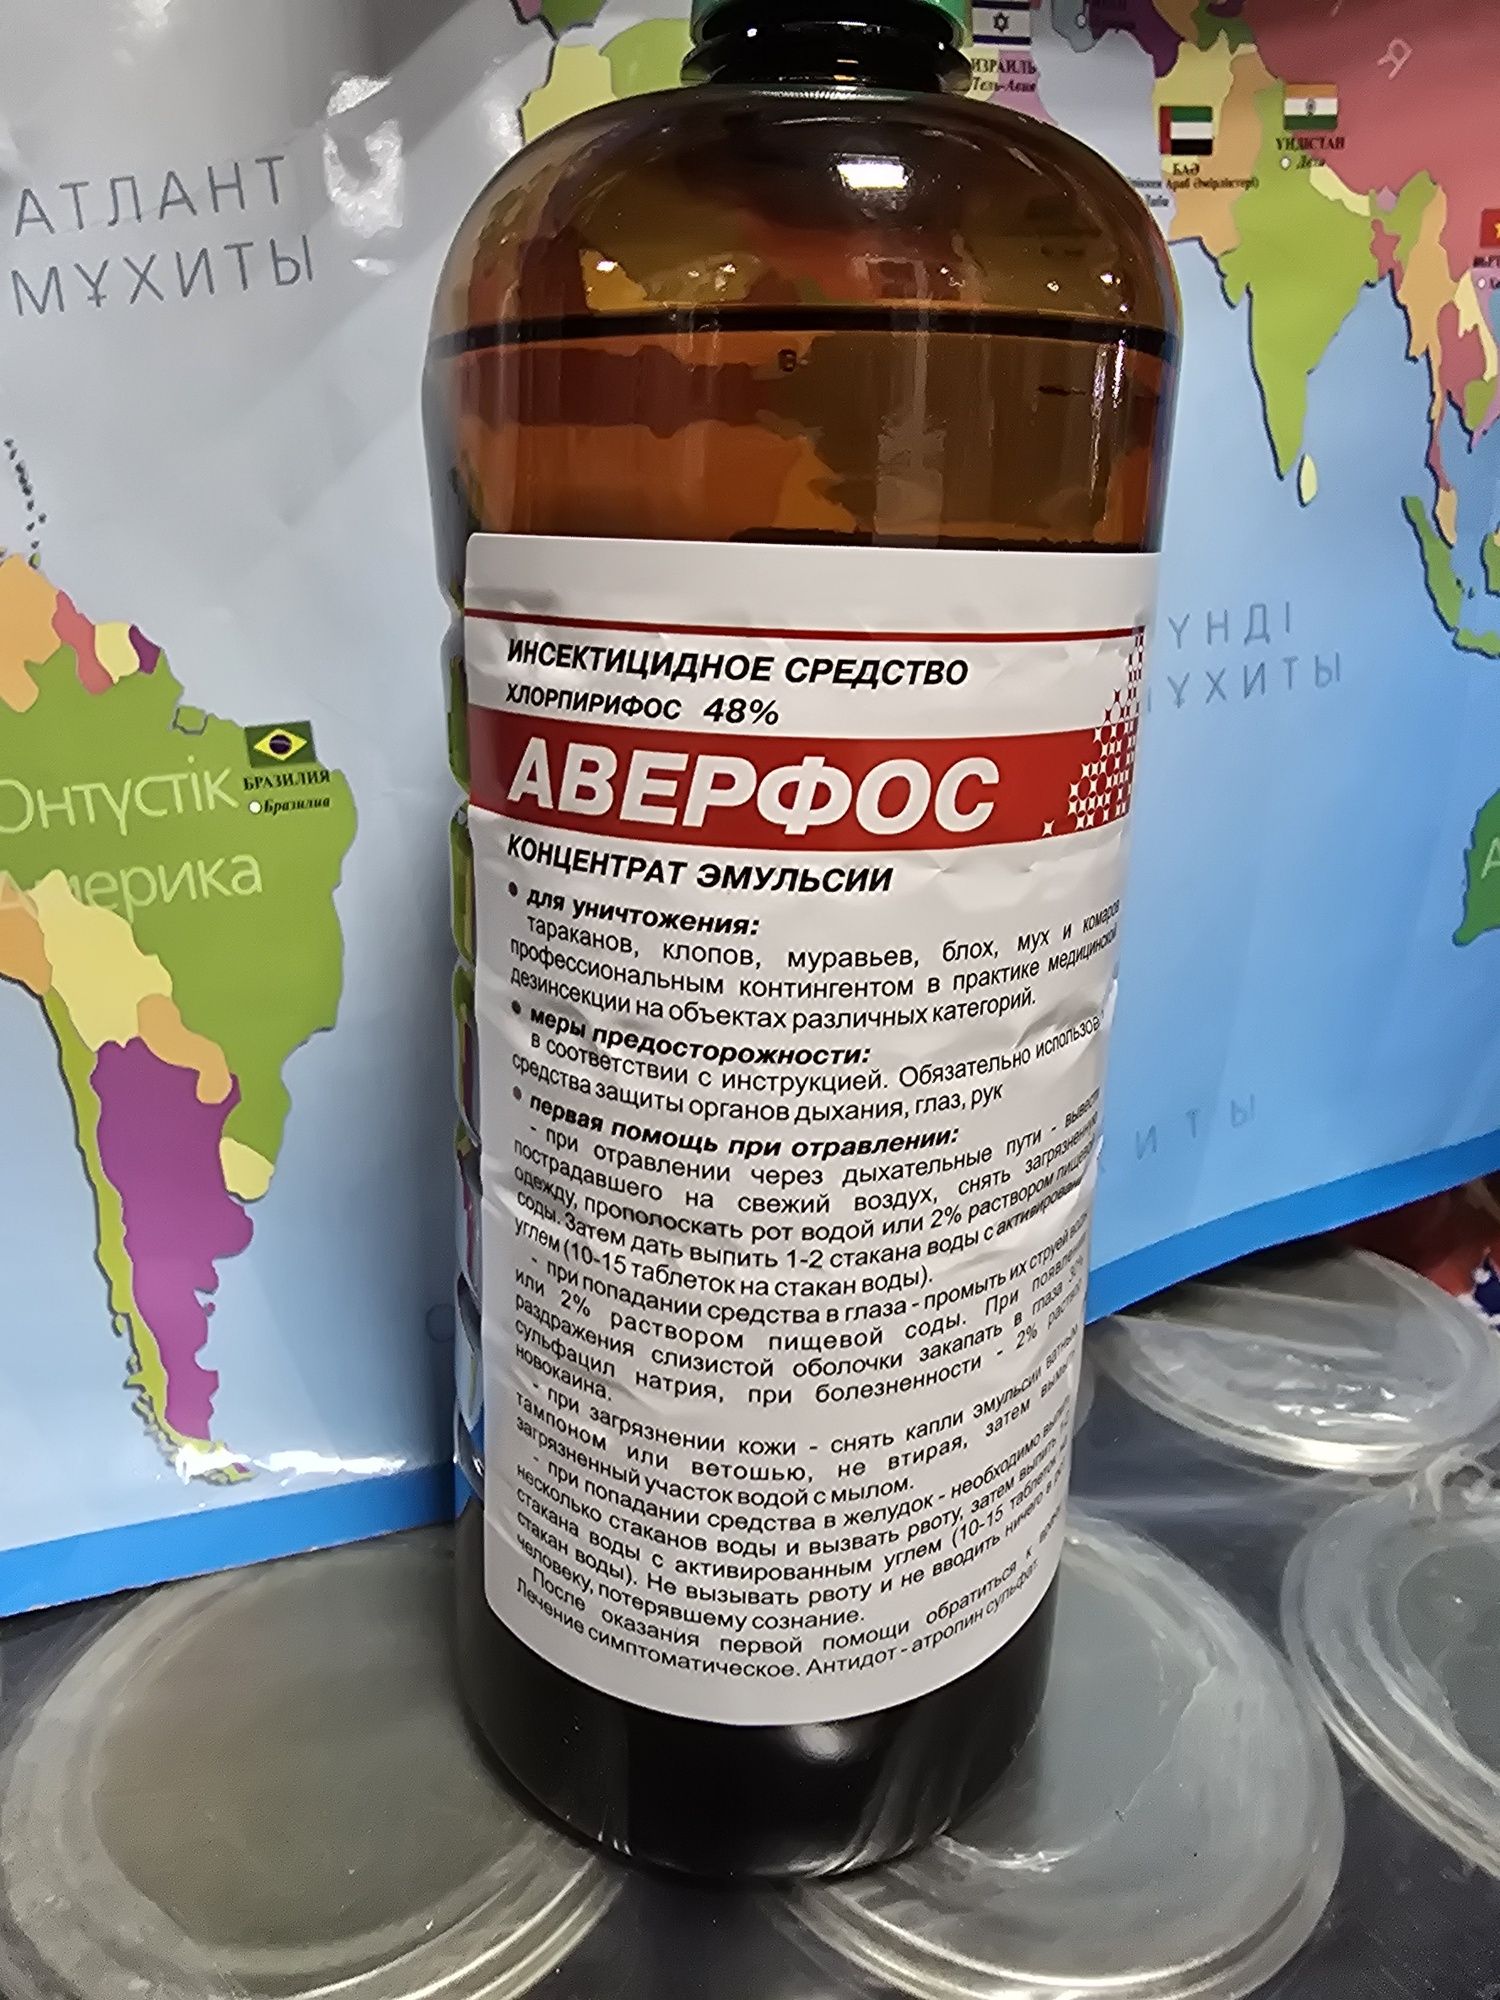 АТЛАНТ
МҰХИТЫ
ИЗРАИЛЬ
Тель-Авив
БАӘ
ҮНДІСТАН
Дели
ҮНДІ
ҰХИТЫ
БРАЗИЛИЯ
Бразилиа
Оңтүстік
Америка
ИНСЕКТИЦИДНОЕ СРЕДСТВО
ХЛОРПИРИФОС 48%
АВЕРФОС
КОНЦЕНТРАТ ЭМУЛЬСИИ
• для уничтожения:
тараканов, клопов, муравьев, блох, мух и комаров
профессиональным контингентом в практике медицинской
дезинсекции на объектах различных категорий.
• меры предосторожности:
в соответствии с инструкцией. Обязательно использов
средства защиты органов дыхания, глаз, рук
• первая помощь при отравлении:
- при отравлении через дыхательные пути - вывести
пострадавшего на свежий воздух, снять загрязненную
одежду, прополоскать рот водой или 2% раствором пищевой
соды. Затем дать выпить 1-2 стакана воды с активирован
углем (10-15 таблеток на стакан воды).
- при попадании средства в глаза - промыть их струей воды
или 2% раствором пищевой соды. При появлении
раздражения слизистой оболочки закапать в глаза 30%
сульфацил натрия, при болезненности - 2% раствор
новокаина.
- при загрязнении кожи - снять капли эмульсии ватным
тампоном или ветошью, не втирая, затем вымыть
загрязненный участок водой с мылом.
- при попадании средства в желудок - необходимо выпить
несколько стаканов воды и вызвать рвоту, затем выпить 1-2
стакана воды с активированным углем (10-15 таблеток на
стакан воды). Не вызывать рвоту и не вводить ничего в рот
человеку, потерявшему сознание.
После оказания первой помощи обратиться к врачу
Лечение симптоматическое. Антидот - атропин сульфат.